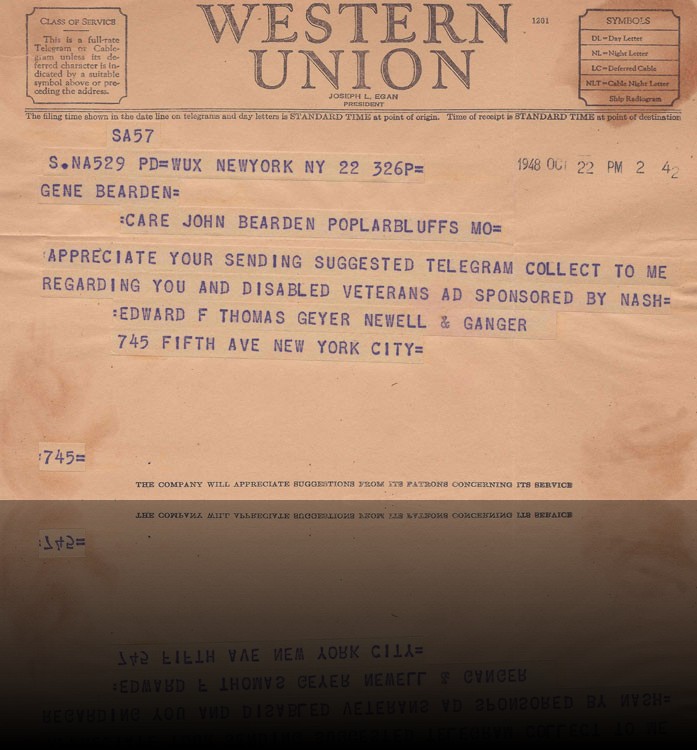 CLASS OF SERVICE
This is a full-rate
Telegram or Cable-
gram unless its de-
ferred character is in-
dicated by a suitable
symbol above or pre-
ceding the address.
WESTERN
UNION
JOSEPH L. EGAN
PRESIDENT
1201
SYMBOLS
DL=Day Letter
NL=Night Letter
LC=Deferred Cable
NLT=Cable Night Letter
Ship Radiogram
The filing time shown in the date line on telegrams and day letters is STANDARD TIME at point of origin. Time of receipt is STANDARD TIME at point of destination
SA57
S.NA529 PD=WUX NEWYORK NY 22 326P=
1948 OCT 22 PM 2 42
GENE BEARDEN=
:CARE JOHN BEARDEN POPLARBLUFFS MO=
APPRECIATE YOUR SENDING SUGGESTED TELEGRAM COLLECT TO ME
REGARDING YOU AND DISABLED VETERANS AD SPONSORED BY NASH=
:EDWARD F THOMAS GEYER NEWELL & GANGER
745 FIFTH AVE NEW YORK CITY=
:745=
THE COMPANY WILL APPRECIATE SUGGESTIONS FROM ITS PATRONS CONCERNING ITS SERVICE